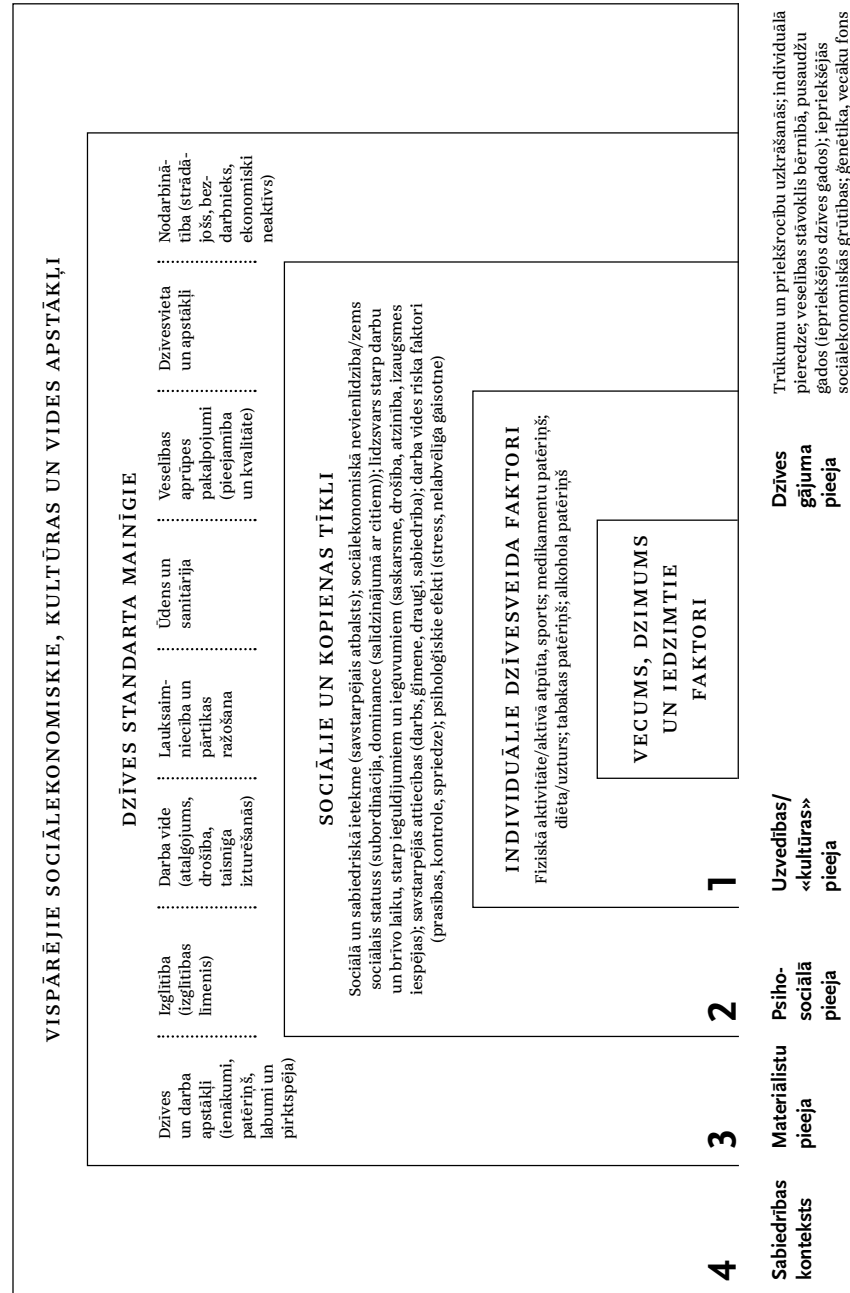 VISPĀRĒJIE SOCIĀLEKONOMISKIE, KULTŪRAS UN VIDES APSTĀKĻI
DZĪVES STANDARTA MAINĪGIE
Dzīves
un darba
apstākļi
(ienākumi,
patēriņš,
labumi un
pirktspēja)
Izglītība
(izglītības
līmenis)
Darba vide
(atalgojums,
drošība,
taisnīga
izturēšanās)
Lauksaim-
niecība un
pārtikas
ražošana
Ūdens un
sanitārija
Veselības
aprūpes
pakalpojumi
(pieejamība
un kvalitāte)
Dzīvesvieta
un apstākļi
Nodarbinā-
tība (strādā-
jošs, bez-
darbnieks,
ekonomiski
neaktīvs)
SOCIĀLIE UN KOPIENAS TĪKLI
Sociālā un sabiedriskā ietekme (savstarpējais atbalsts); sociālekonomiskā nevienlīdzība/zems
sociālais statuss (subordinācija, dominance (salīdzinājumā ar citiem)); līdzsvars starp darbu
un brīvo laiku, starp ieguldījumiem un ieguvumiem (saskarsme, drošība, atzinība, izaugsmes
iespējas); savstarpējās attiecības (darbs, ģimene, draugi, sabiedrība); darba vides riska faktori
(prasības, kontrole, spriedze); psiholoģiskie efekti (stress, nelabvēlīga gaisotne)
INDIVIDUĀLIE DZĪVESVEIDA FAKTORI
Fiziskā aktivitāte/aktīvā atpūta, sports; medikamentu patēriņš;
diēta/uzturs; tabakas patēriņš; alkohola patēriņš
VECUMS, DZIMUMS
UN IEDZIMTIE
FAKTORI
4
3
2
1
Sabiedrības
konteksts
Materiālistu
pieeja
Psiho-
sociālā
pieeja
Uzvedības/
«kultūras»
pieeja
Dzīves
gājuma
pieeja
Trūkumu un priekšrocību uzkrāšanās; individuālā
pieredze; veselības stāvoklis bērnībā, pusaudžu
gados (iepriekšējos dzīves gados); iepriekšējās
sociālekonomiskās grūtības; ģenētika, vecāku fons